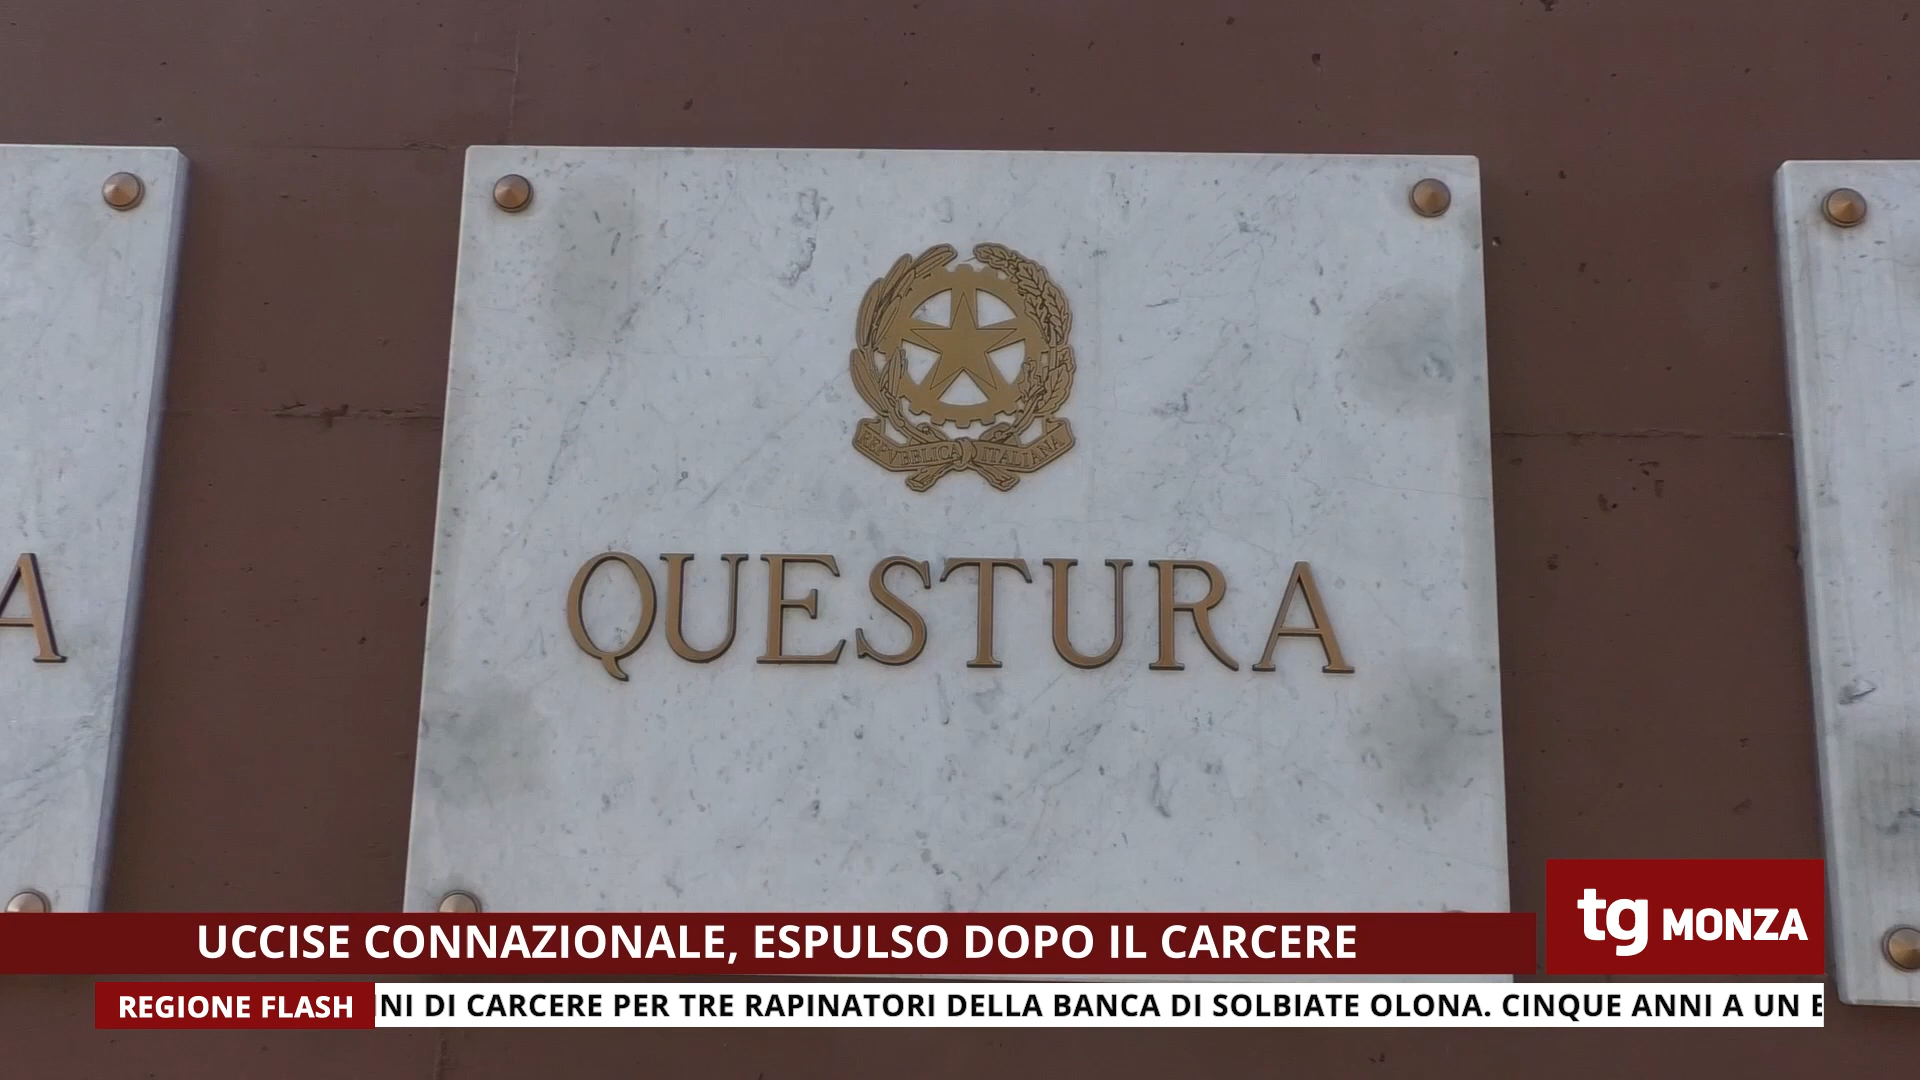 REPVBBLICA ITALIANA
QUESTURA
A
UCCISE CONNAZIONALE, ESPULSO DOPO IL CARCERE
tg MONZA
REGIONE FLASH
NI DI CARCERE PER TRE RAPINATORI DELLA BANCA DI SOLBIATE OLONA. CINQUE ANNI A UN E